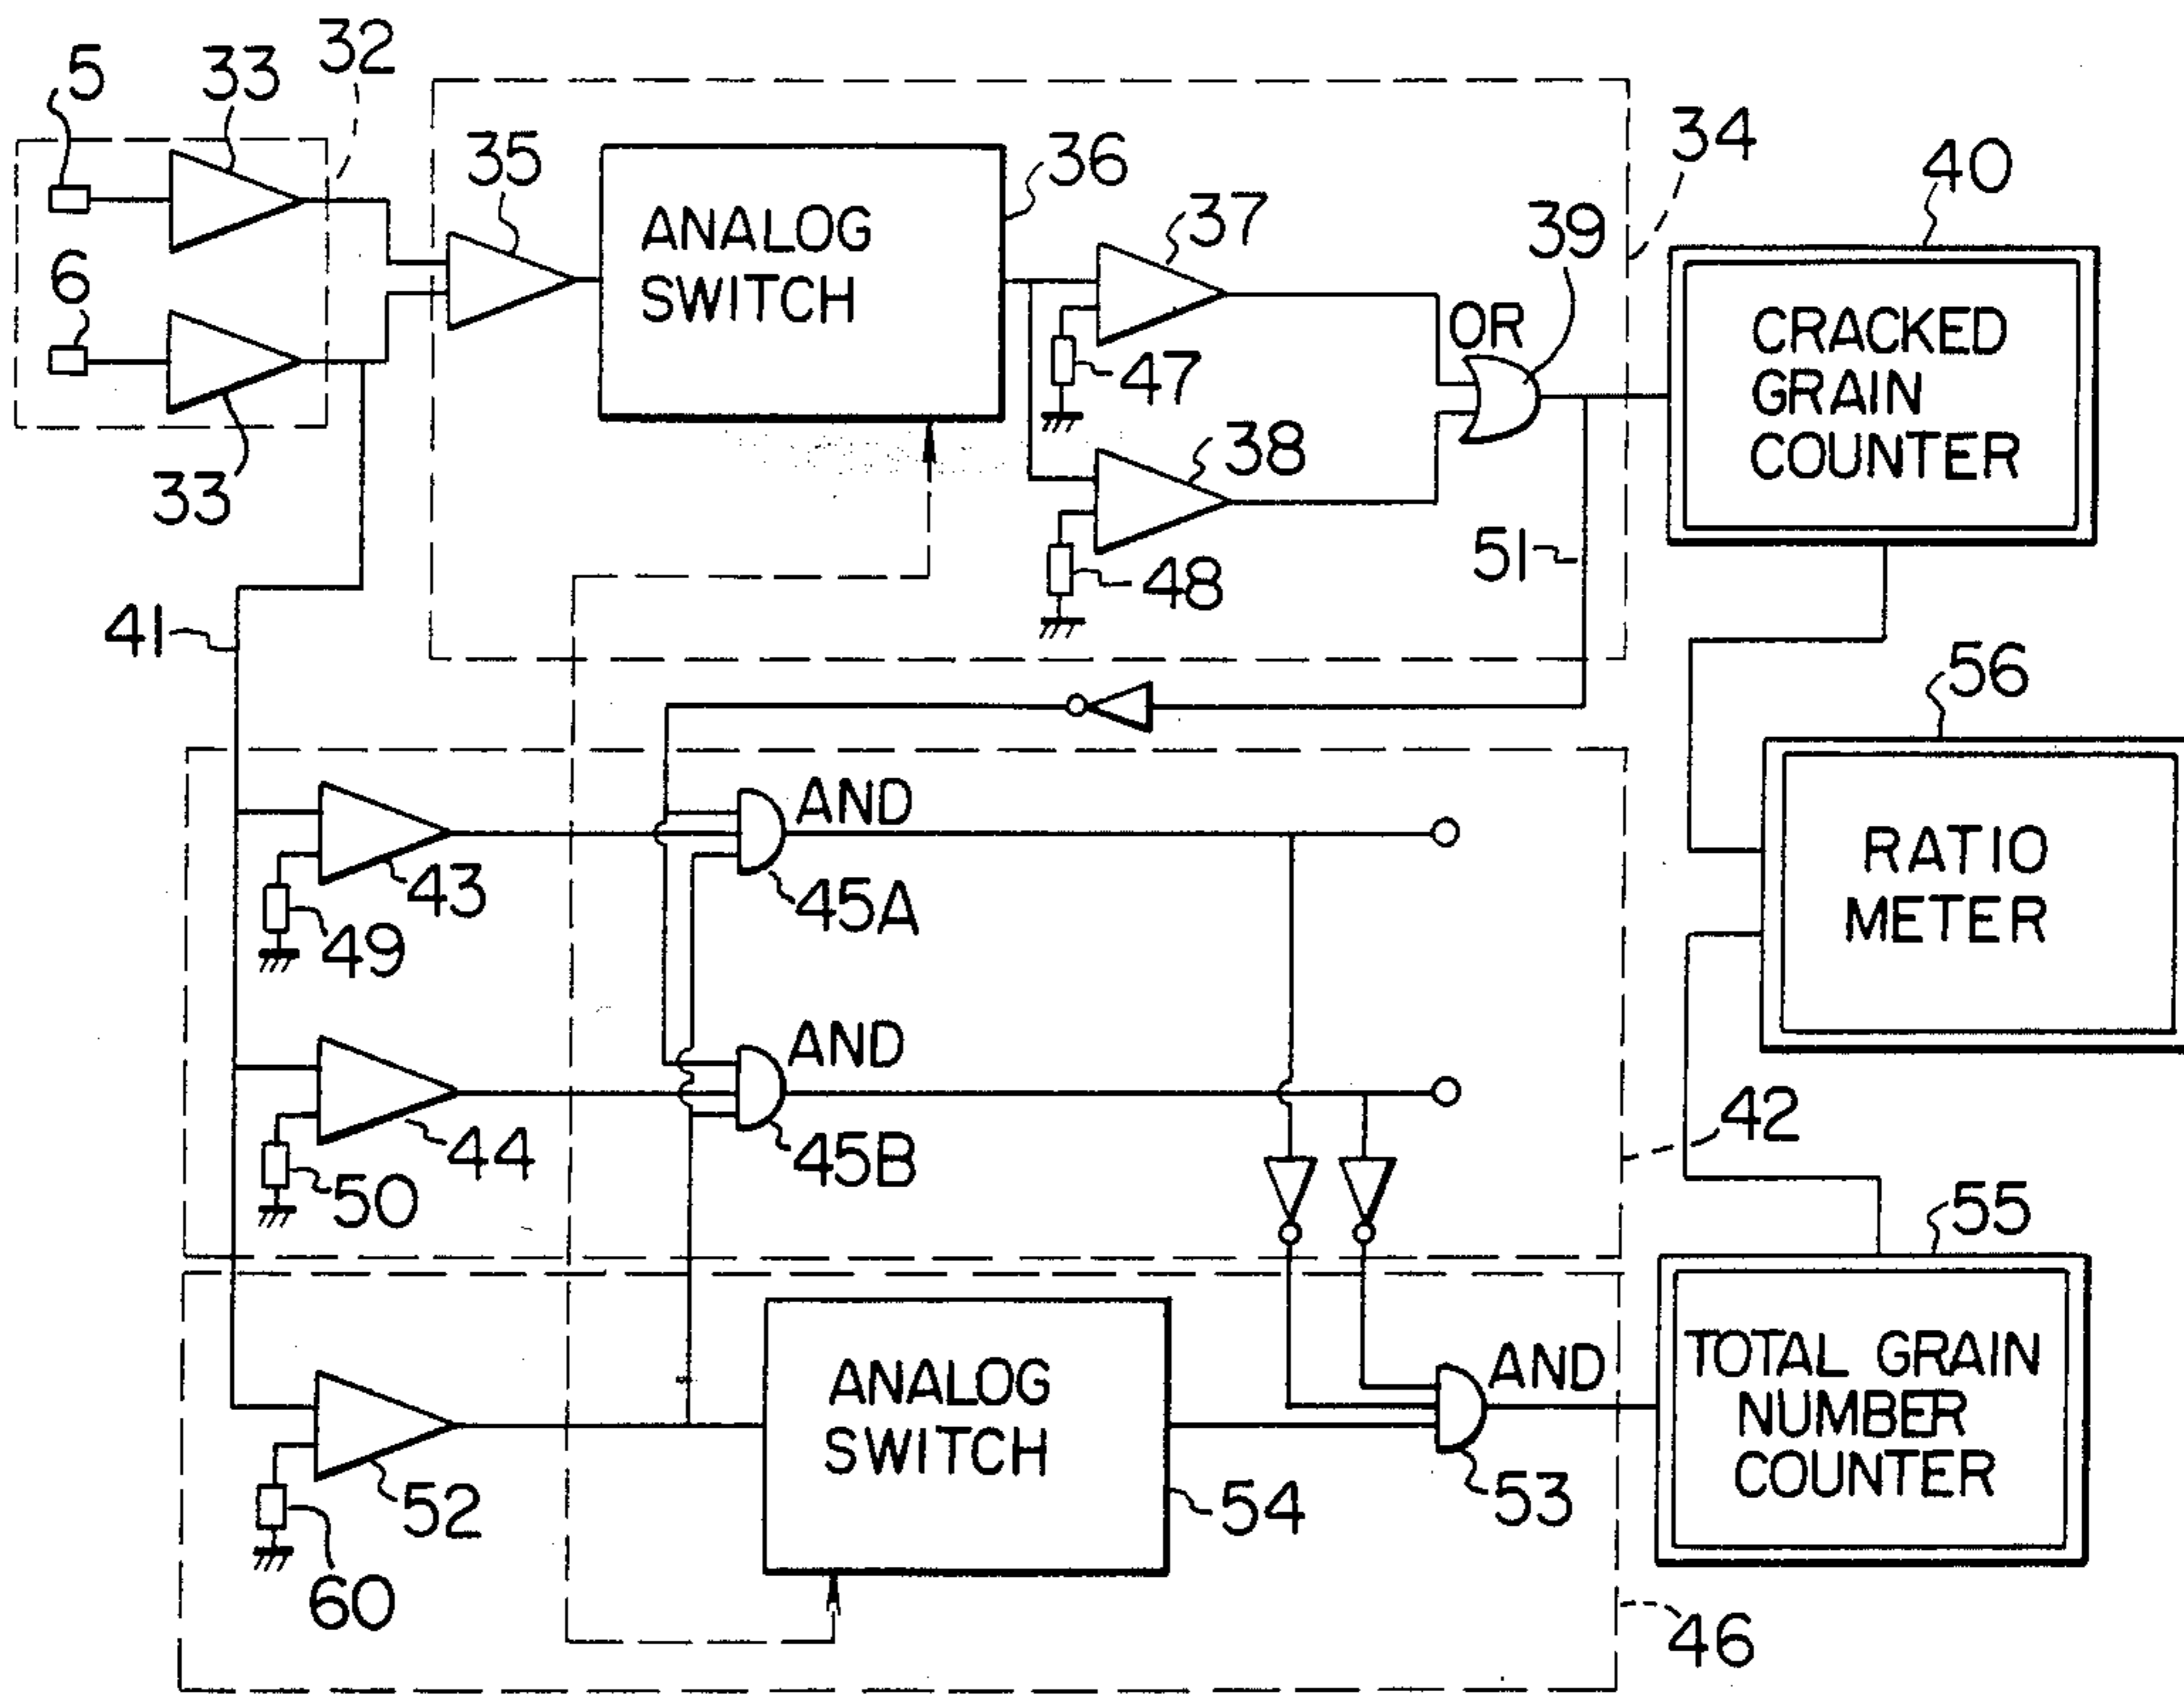 32
5
33
34
35
36
40
ANALOG
SWITCH
37
39
6
OR
CRACKED
GRAIN
COUNTER
47
38
33
51
48
41
56
AND
RATIO
METER
43
45A
49
AND
42
44
45B
50
55
ANALOG
SWITCH
AND
TOTAL GRAIN
NUMBER
COUNTER
52
54
53
60
46